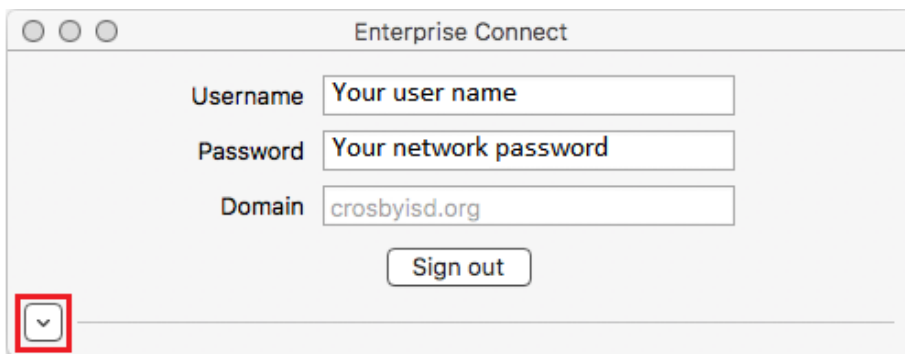 Enterprise Connect
Username Your user name
Password Your network password
Domain crosbyisd.org
Sign out